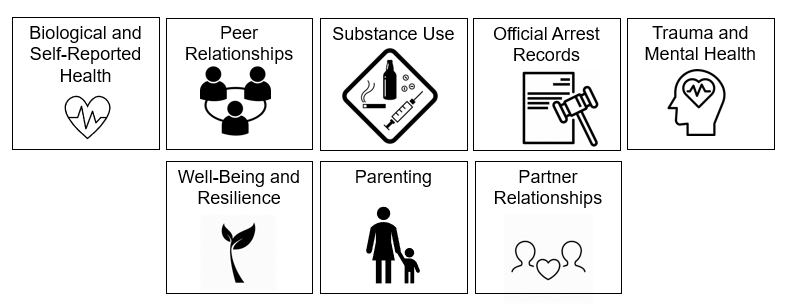 Biological and
Self-Reported
Health
Peer
Relationships
Substance Use
Official Arrest
Records
Trauma and
Mental Health
Well-Being and
Resilience
Parenting
Partner
Relationships